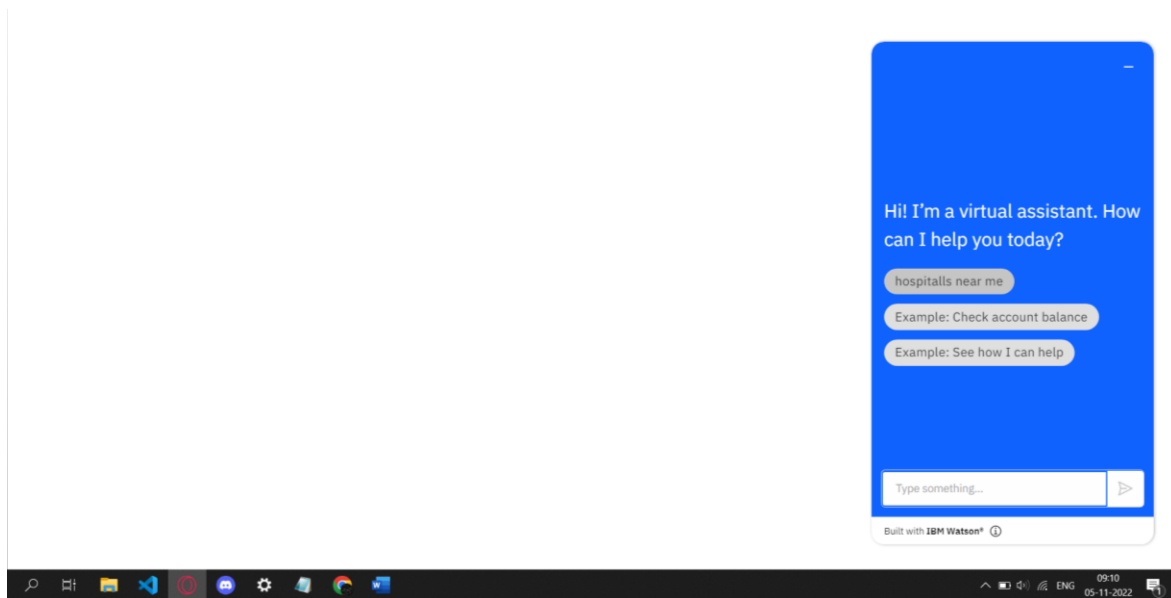 Hi! I'm a virtual assistant. How
can I help you today?
hospitalls near me
Example: Check account balance
Example: See how I can help
Type something...
Built with IBM Watson®
ENG
09:10
05-11-2022
1